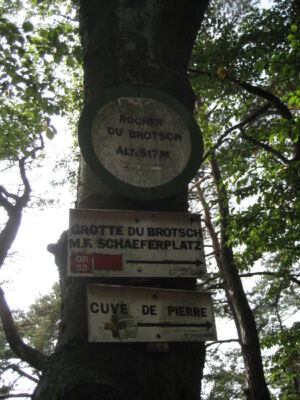 ROCHER
DU BROTSCH
ALT. 517 M
GROTTE DU BROTSCH
M.F. SCHAEFERPLATZ
GR
53
CUVE DE PIERRE